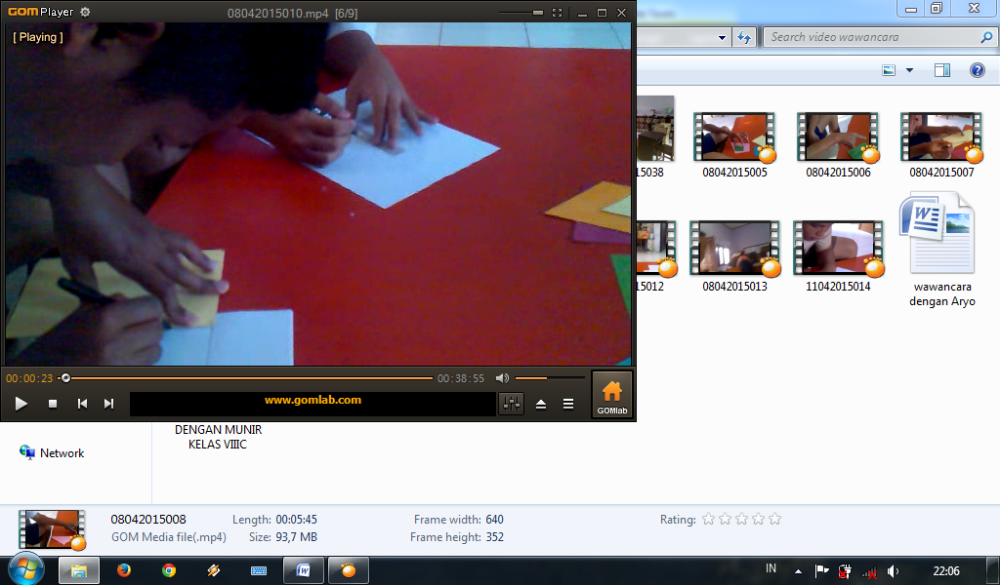 GOM Player 08042015010.mp4 [6/9]
[ Playing ]
Search video wawancara
15038 08042015005 08042015006 08042015007
15012 08042015013 11042015014 wawancara
dengan Aryo
00:00:23 00:38:55
www.gomlab.com
GOMlab
DENGAN MUNIR
KELAS VIIIC
Network
08042015008 Length: 00:05:45 Frame width: 640 Rating:
GOM Media file(.mp4) Size: 93,7 MB Frame height: 352
IN 22:06